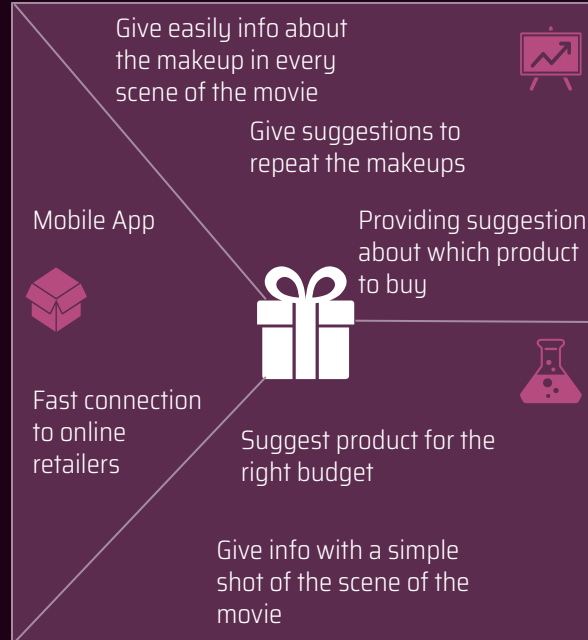 Give easily info about
the makeup in every
scene of the movie
Give suggestions to
repeat the makeups
Mobile App
Providing suggestion
about which product
to buy
Fast connection
to online
retailers
Suggest product for the
right budget
Give info with a simple
shot of the scene of the
movie